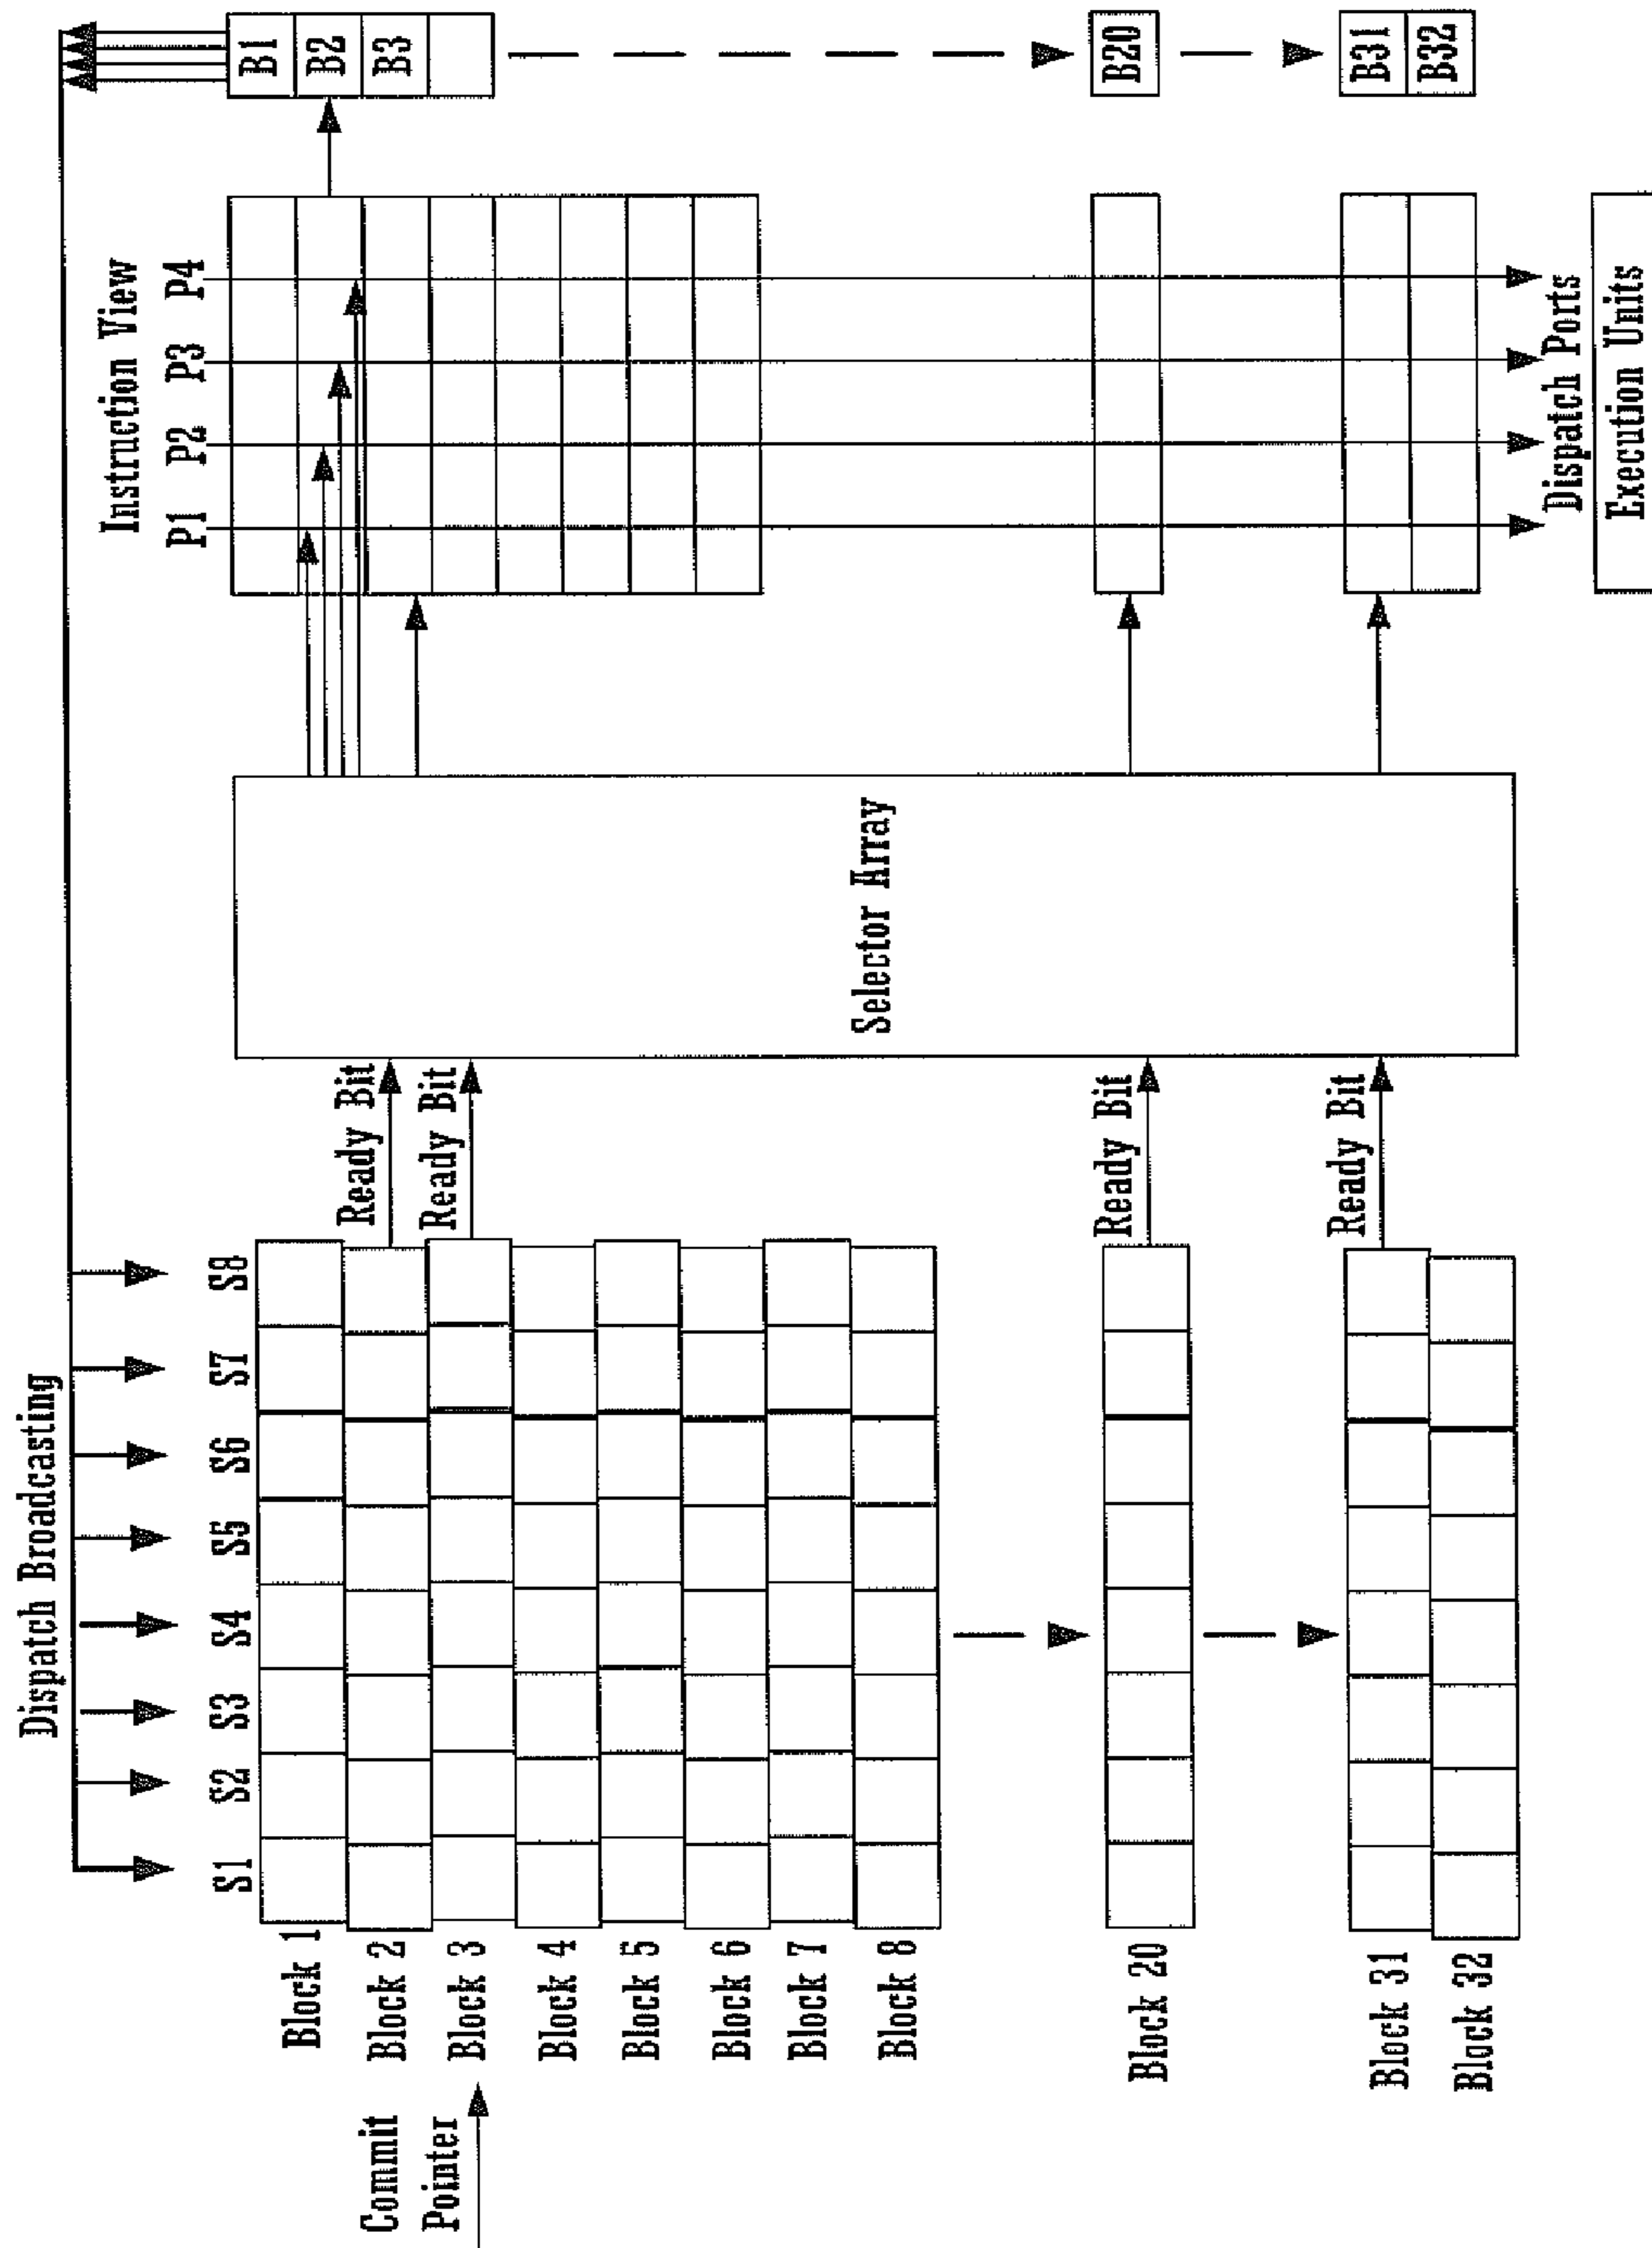 Dispatch Broadcasting
S1 S2 S3 S4 S5 S6 S7 S8
Commit
Pointer
Block 1
Block 2
Block 3
Block 4
Block 5
Block 6
Block 7
Block 8
Block 20
Block 31
Block 32
Ready Bit
Ready Bit
Ready Bit
Ready Bit
Selector Array
Instruction View
P1 P2 P3 P4
Dispatch Ports
Execution Units
B1
B2
B3
B20
B31
B32